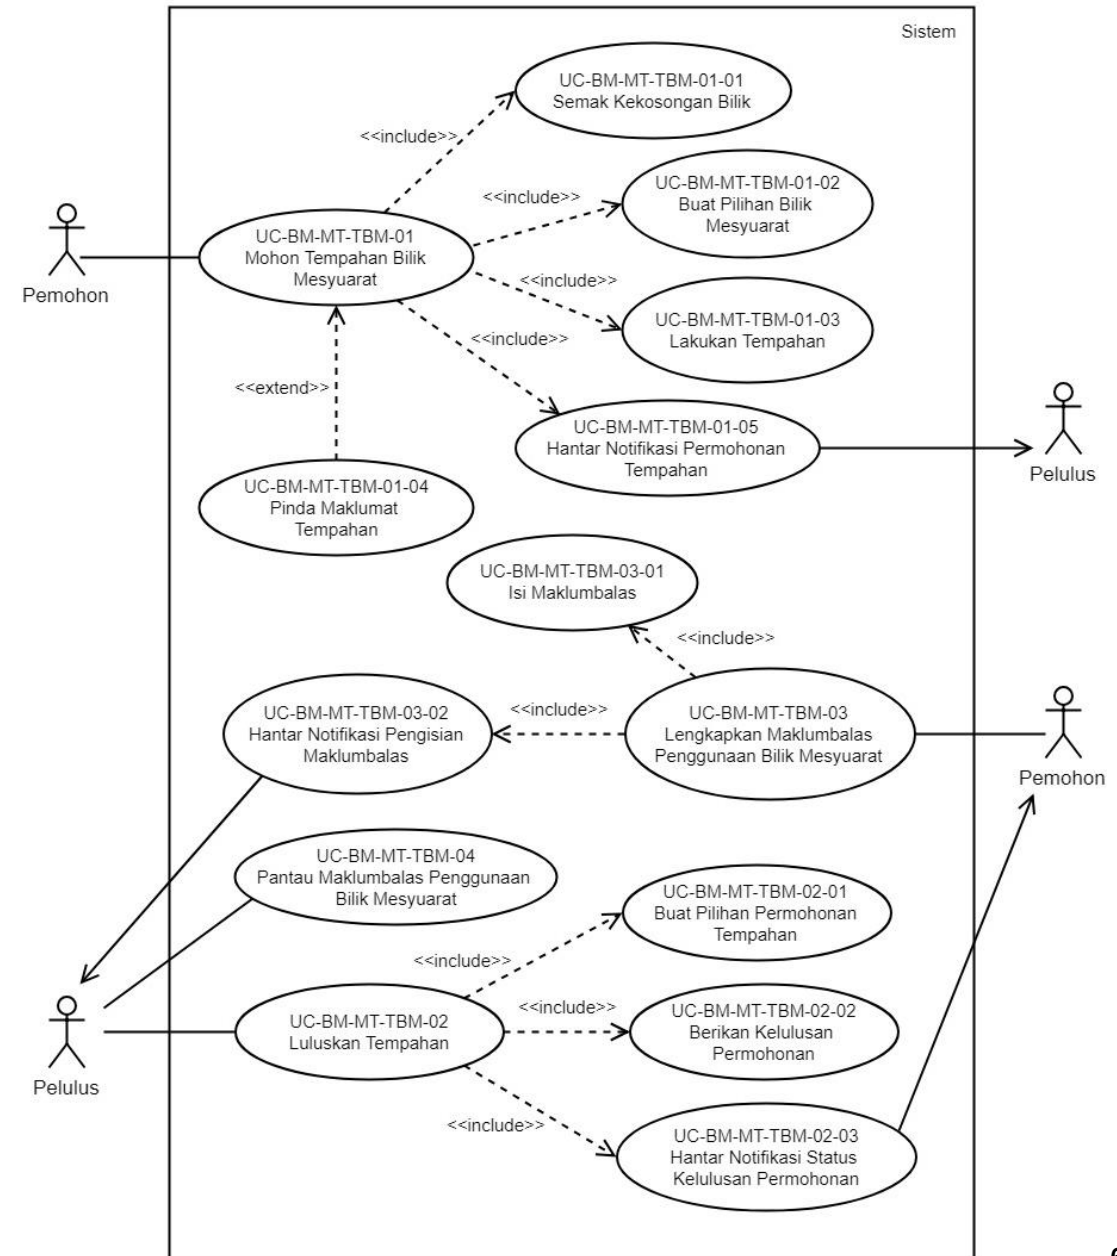 Sistem
UC-BM-MT-TBM-01-01
Semak Kekosongan Bilik
<<include>>
UC-BM-MT-TBM-01-02
Buat Pilihan Bilik
Mesyuarat
<<include>>
UC-BM-MT-TBM-01
Mohon Tempahan Bilik
Mesyuarat
Pemohon
<<include>>
UC-BM-MT-TBM-01-03
Lakukan Tempahan
<<include>>
<<extend>>
UC-BM-MT-TBM-01-05
Hantar Notifikasi Permohonan
Tempahan
Pelulus
UC-BM-MT-TBM-01-04
Pinda Maklumat
Tempahan
UC-BM-MT-TBM-03-01
Isi Maklumbalas
<<include>>
UC-BM-MT-TBM-03-02
Hantar Notifikasi Pengisian
Maklumbalas
<<include>>
UC-BM-MT-TBM-03
Lengkapkan Maklumbalas
Penggunaan Bilik Mesyuarat
Pemohon
UC-BM-MT-TBM-04
Pantau Maklumbalas Penggunaan
Bilik Mesyuarat
UC-BM-MT-TBM-02-01
Buat Pilihan Permohonan
Tempahan
<<include>>
UC-BM-MT-TBM-02
Luluskan Tempahan
<<include>>
UC-BM-MT-TBM-02-02
Berikan Kelulusan
Permohonan
Pelulus
<<include>>
UC-BM-MT-TBM-02-03
Hantar Notifikasi Status
Kelulusan Permohonan